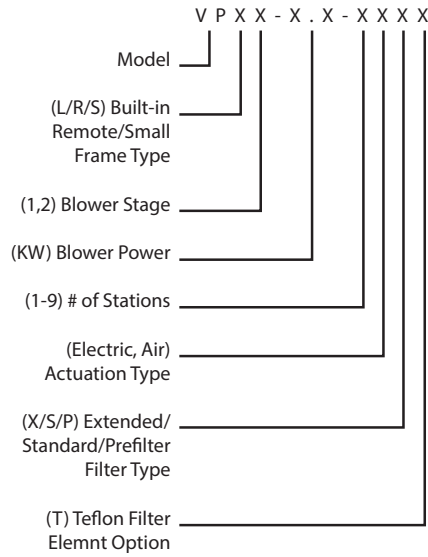 V P X X - X . X - X X X X
Model
(L/R/S) Built-in
Remote/Small
Frame Type
(1,2) Blower Stage
(KW) Blower Power
(1-9) # of Stations
(Electric, Air)
Actuation Type
(X/S/P) Extended/
Standard/Prefilter
Filter Type
(T) Teflon Filter
Elemnt Option